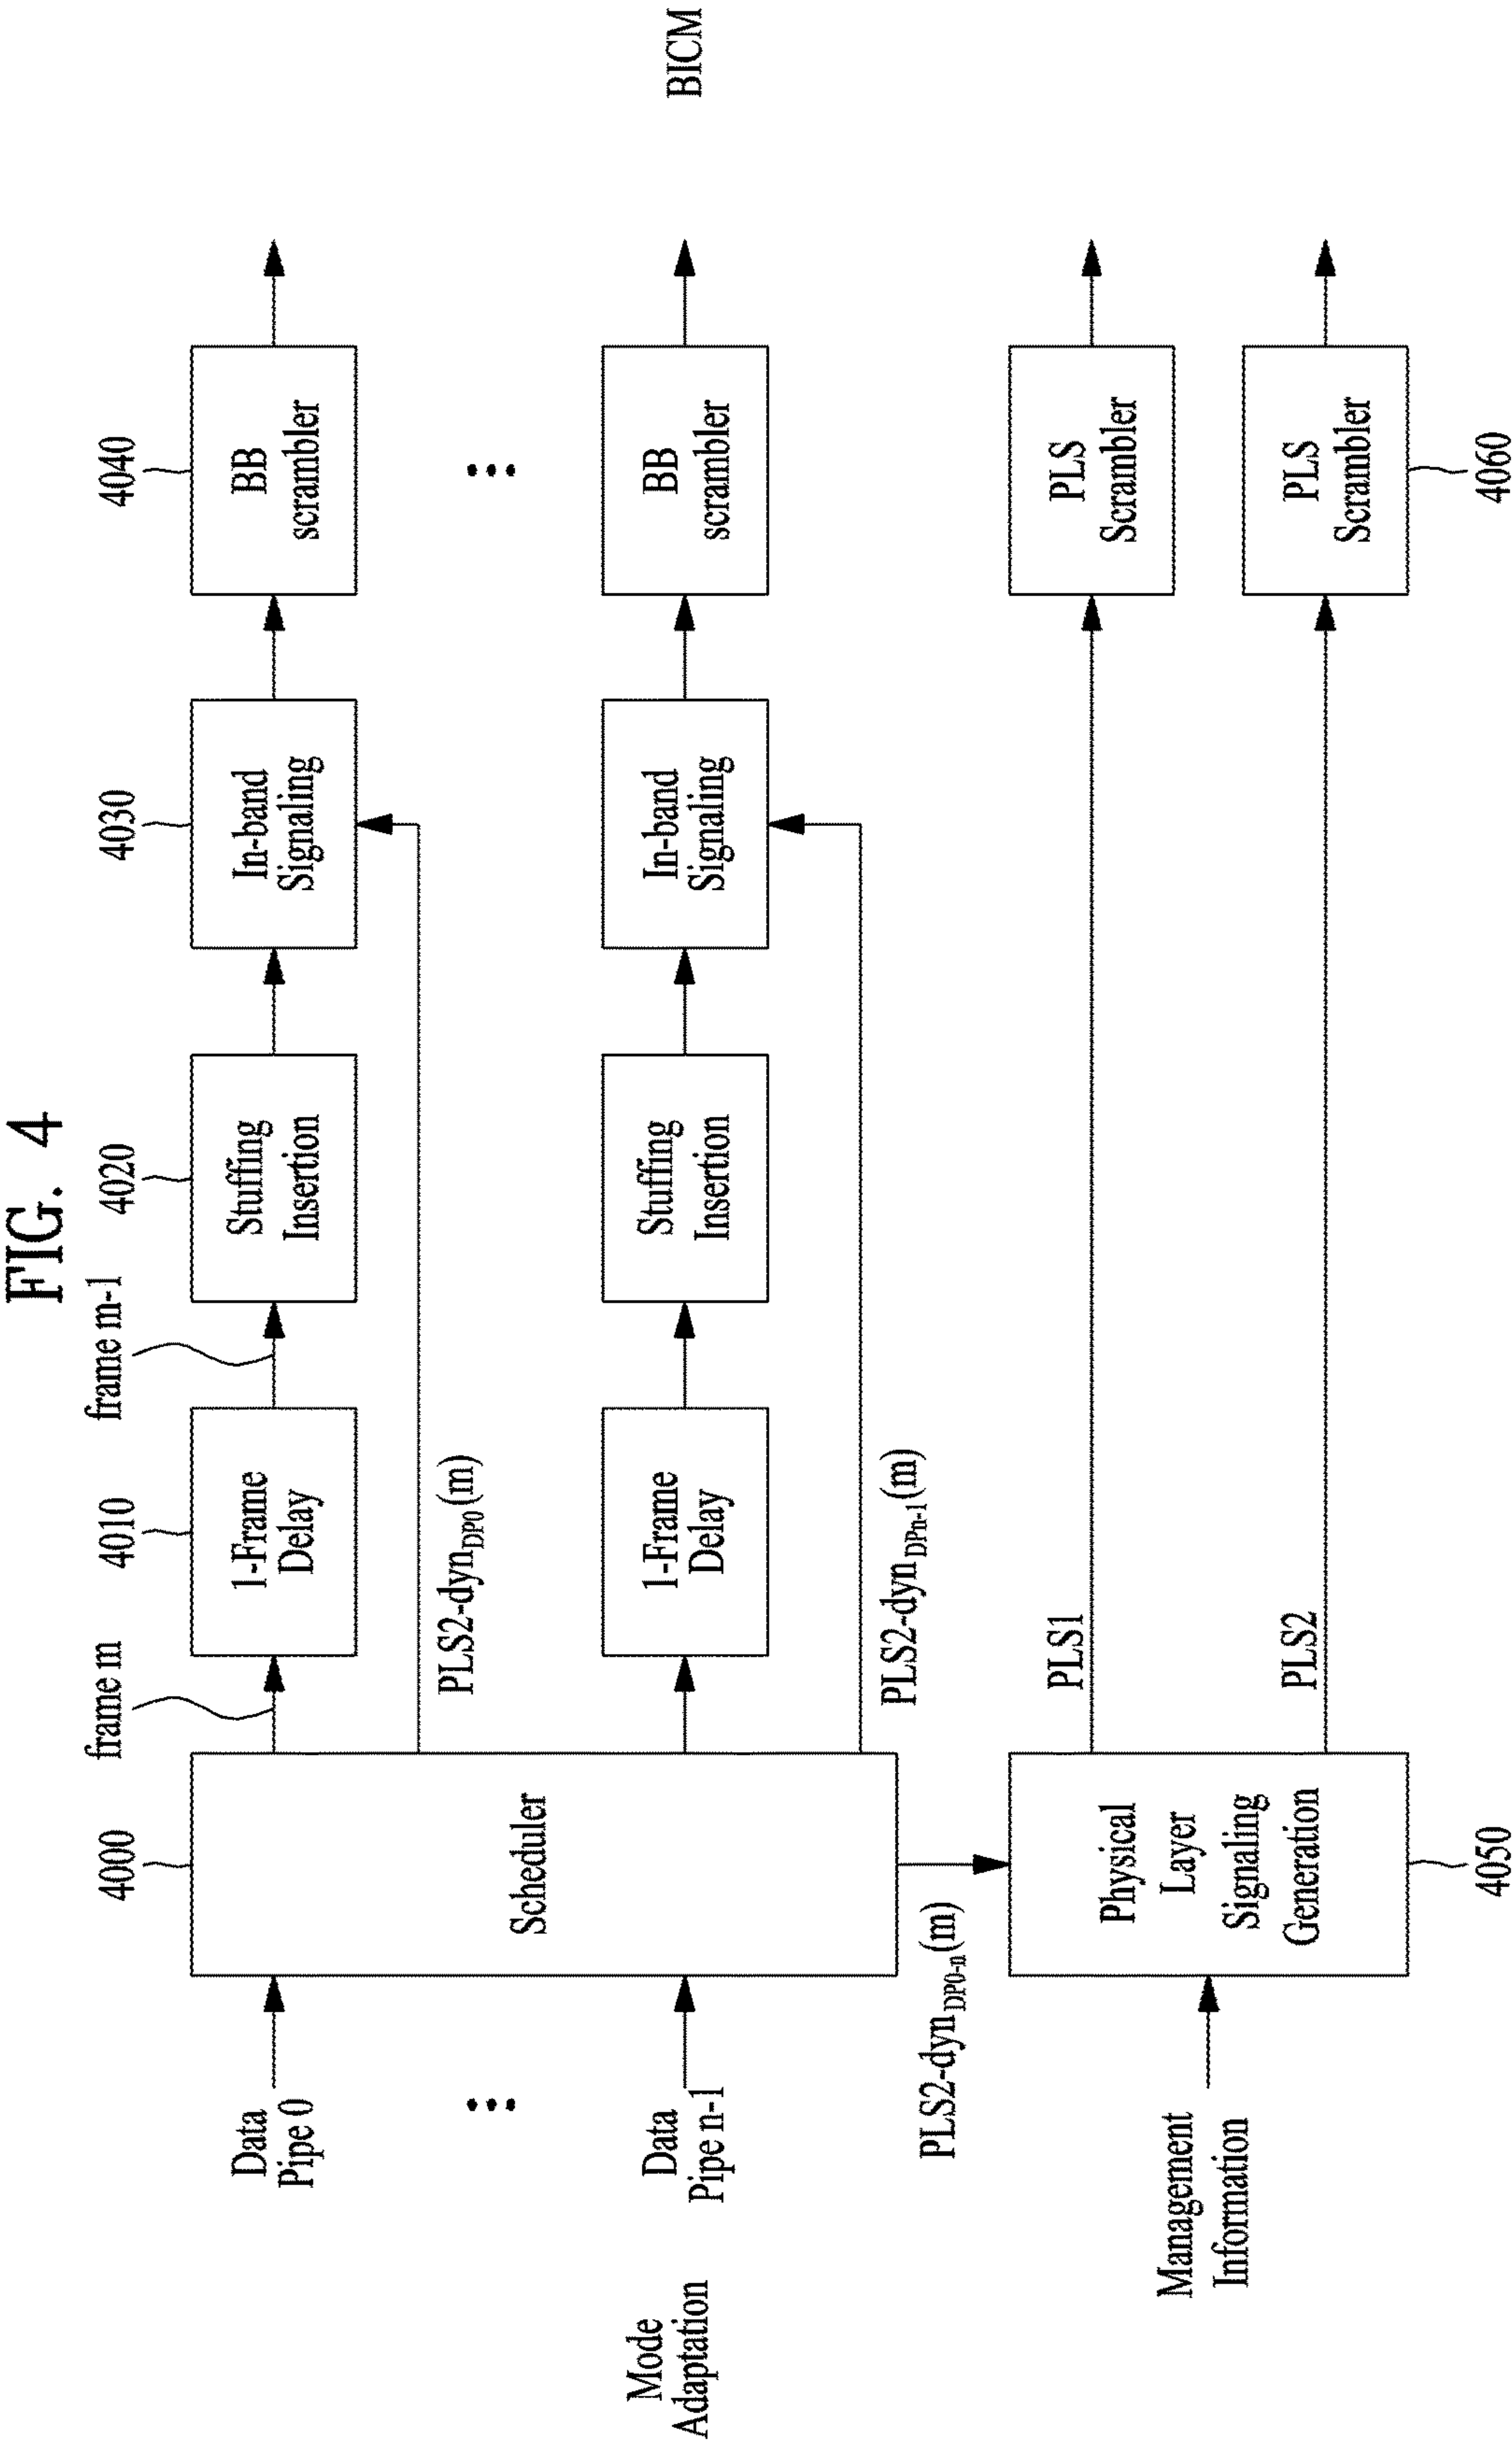 FIG. 4
4000
4010
4020
4030
4040
frame m
frame m-1
Data
Pipe 0
1-Frame
Delay
Stuffing
Insertion
In-band
Signaling
BB
scrambler
PLS2-dynDP0(m)
Scheduler
Mode
Adaptation
Data
Pipe n-1
1-Frame
Delay
Stuffing
Insertion
In-band
Signaling
BB
scrambler
BICM
PLS2-dynDPn-1(m)
PLS2-dynDP0-n(m)
Management
Information
Physical
Layer
Signaling
Generation
PLS1
PLS
Scrambler
PLS2
PLS
Scrambler
4050
4060